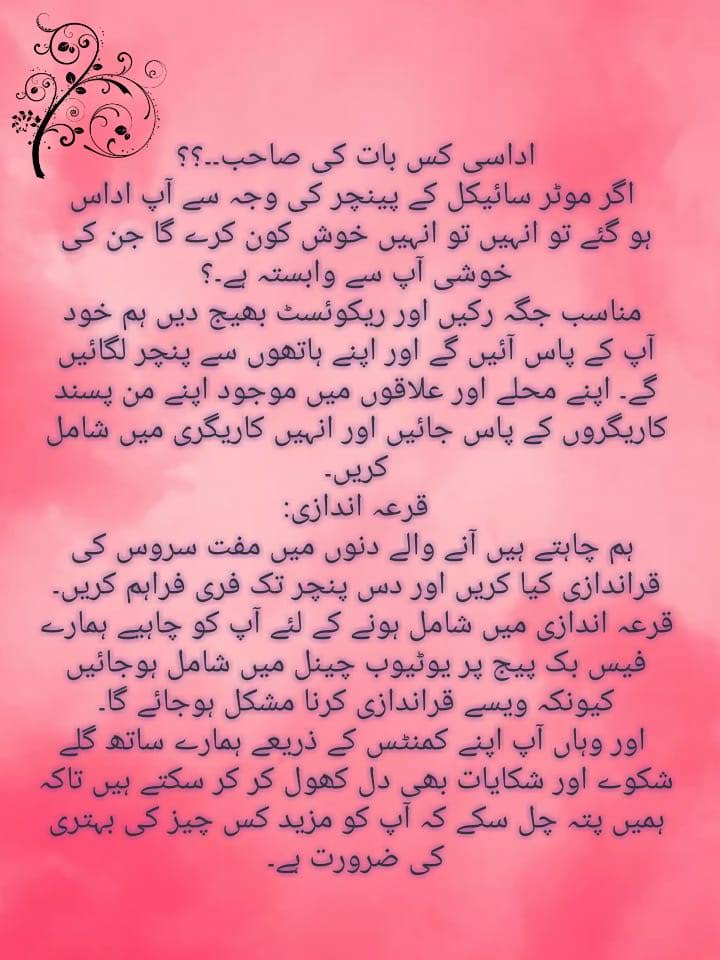 اداسی کس بات کی صاحب۔۔؟؟
اگر موٹر سائیکل کے پینچر کی وجہ سے آپ اداس
ہو گئے تو انہیں تو انہیں خوش کون کرے گا جن کی
خوشی آپ سے وابستہ ہے۔؟
مناسب جگہ رکیں اور ریکوئسٹ بھیج دیں ہم خود
آپ کے پاس آئیں گے اور اپنے ہاتھوں سے پنچر لگائیں
گے۔ اپنے محلے اور علاقوں میں موجود اپنے من پسند
کاریگروں کے پاس جائیں اور انہیں کاریگری میں شامل
کریں۔
قرعہ اندازی:
ہم چاہتے ہیں آنے والے دنوں میں مفت سروس کی
قراندازی کیا کریں اور دس پنچر تک فری فراہم کریں۔
قرعہ اندازی میں شامل ہونے کے لئے آپ کو چاہیے ہمارے
فیس بک پیج پر یوٹیوب چینل میں شامل ہوجائیں
کیونکہ ویسے قراندازی کرنا مشکل ہوجائے گا۔
اور وہاں آپ اپنے کمنٹس کے ذریعے ہمارے ساتھ گلے
شکوے اور شکایات بھی دل کھول کر کر سکتے ہیں تاکہ
ہمیں پتہ چل سکے کہ آپ کو مزید کس چیز کی بہتری
کی ضرورت ہے۔